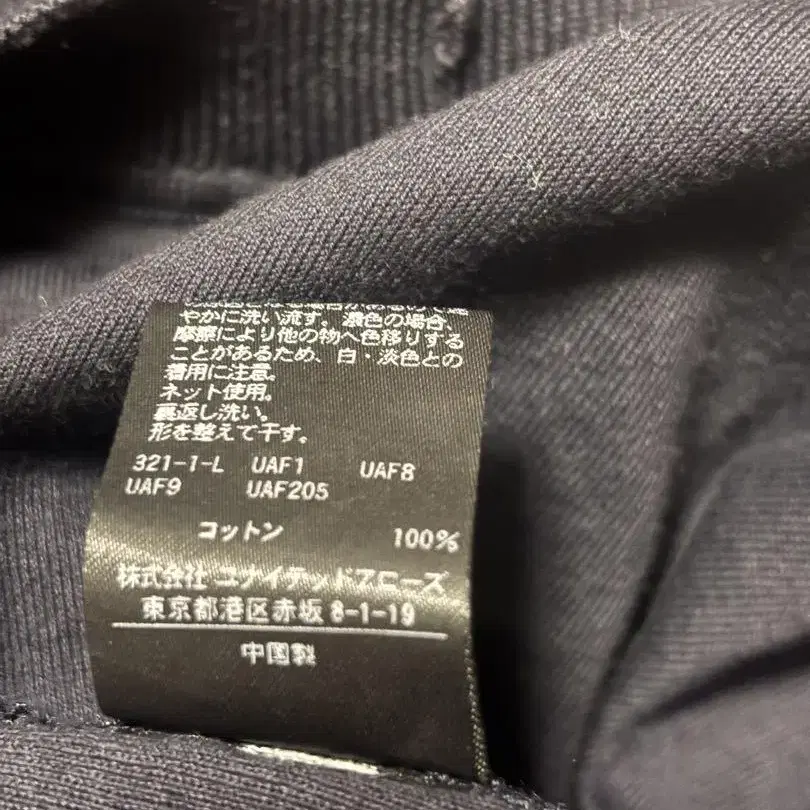 やかに洗い流す。濃色の場合、
摩擦により他の物へ色移りする
ことがあるため、白・淡色との
着用に注意。
ネット使用。
裏返し洗い。
形を整えて干す。
321-1-L UAF1 UAF8
UAF9 UAF205
コットン 100%
株式会社 ユナイテッドアローズ
東京都港区赤坂 8-1-19
中国製